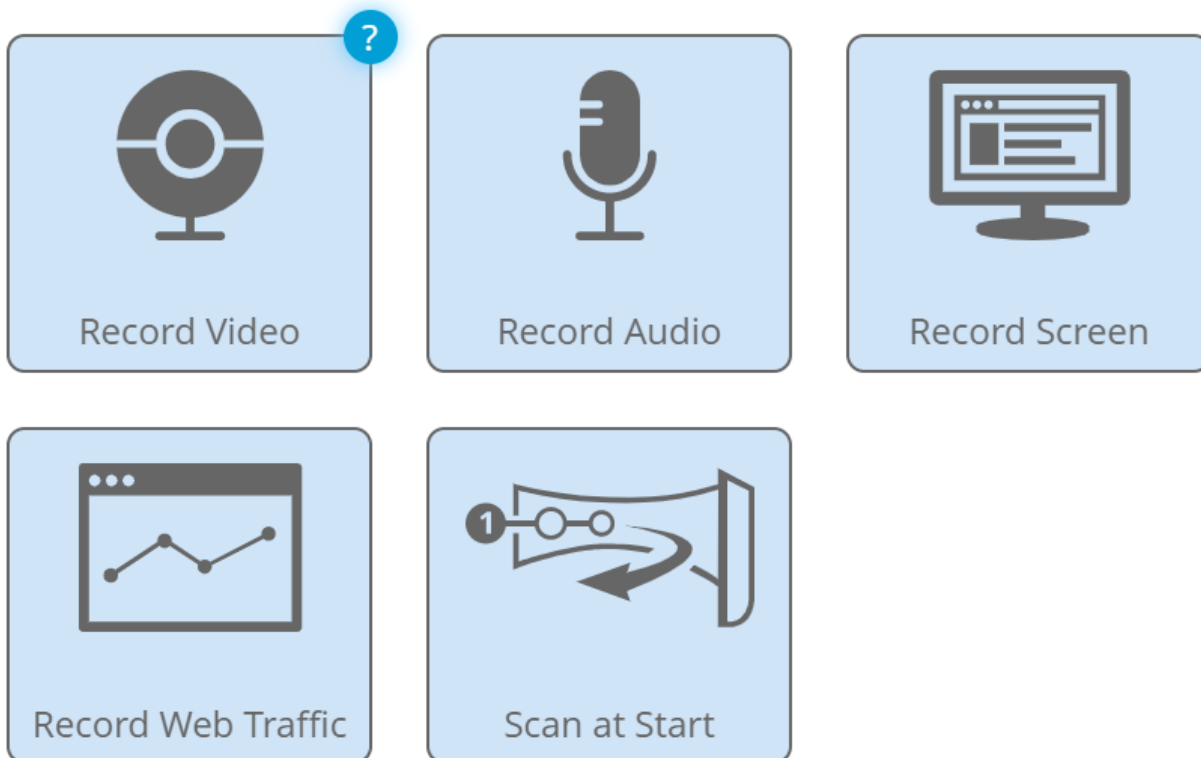 ?
Record Video
Record Audio
Record Screen
1
Record Web Traffic
Scan at Start